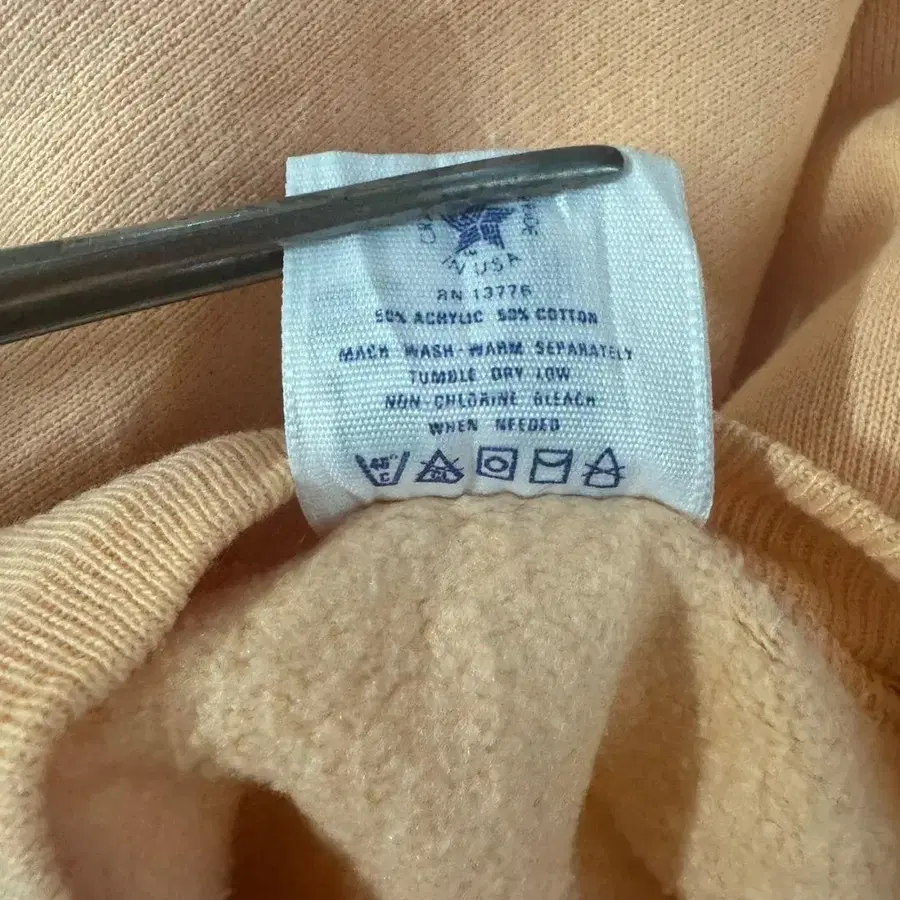 IN USA
RN 13776
50% ACRYLIC 50% COTTON
MACH WASH-WARM SEPARATELY
TUMBLE DRY LOW
NON-CHLORINE BLEACH
WHEN NEEDED